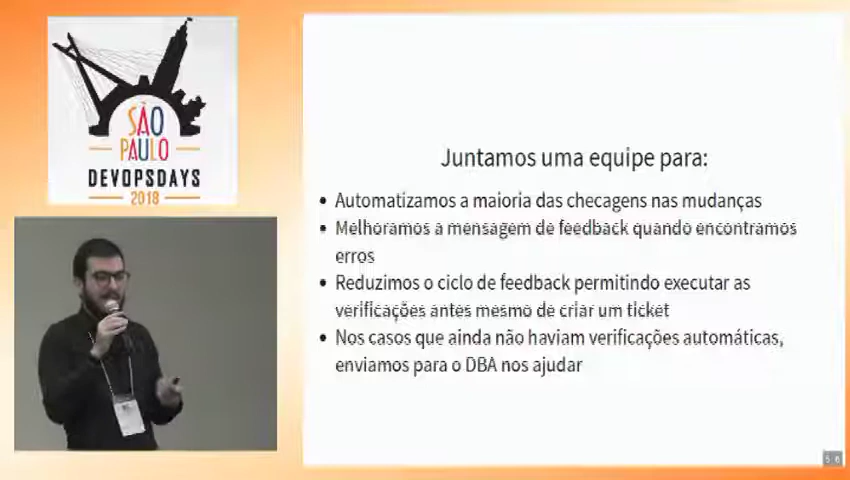 SÃO
PAULO
DEVOPSDAYS
2018
Juntamos uma equipe para:
Automatizamos a maioria das checagens nas mudanças
Melhoramos a mensagem de feedback quando encontramos
erros
Reduzimos o ciclo de feedback permitindo executar as
verificações antes mesmo de criar um ticket
Nos casos que ainda não haviam verificações automáticas,
enviamos para o DBA nos ajudar